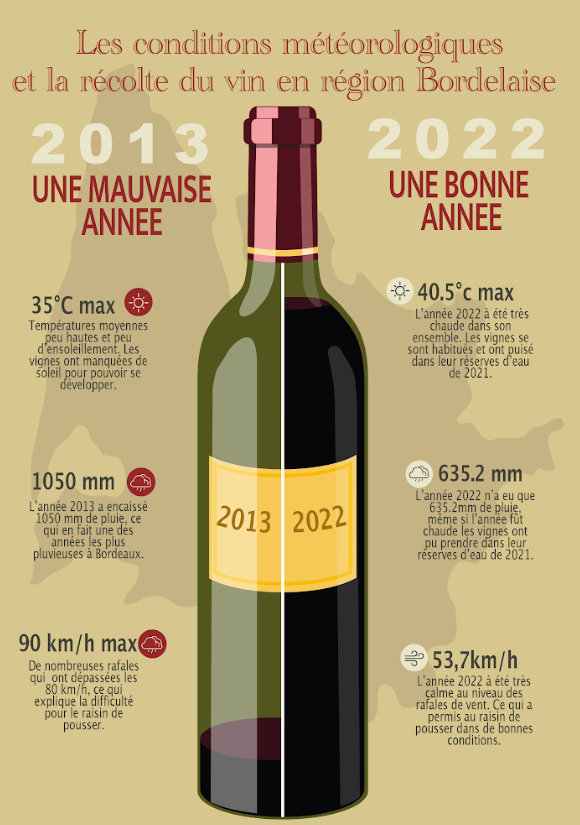 Les conditions météorologiques
et la récolte du vin en région Bordelaise
2013
UNE MAUVAISE
ANNEE
35°C max
Températures moyennes
peu hautes et peu
d'ensoleillement. Les
vignes ont manquées de
soleil pour pouvoir se
développer.
1050 mm
L'année 2013 a encaissé
1050 mm de pluie, ce
qui en fait une des
années les plus
pluvieuses à Bordeaux.
90 km/h max
De nombreuses rafales
qui ont dépassées les
80 km/h, ce qui
explique la difficulté
pour le raisin de
pousser.
2013
2022
2022
UNE BONNE
ANNEE
40.5°c max
L'année 2022 à été très
chaude dans son
ensemble. Les vignes se
sont habitués et ont puisé
dans leur réserves d'eau
de 2021.
635.2 mm
L'année 2022 n'a eu que
635.2mm de pluie,
même si l'année fût
chaude les vignes ont
pu prendre dans leur
réserves d'eau de 2021.
53,7km/h
L'année 2022 à été très
calme au niveau des
rafales de vent. Ce qui a
permis au raisin de
pousser dans de bonnes
conditions.